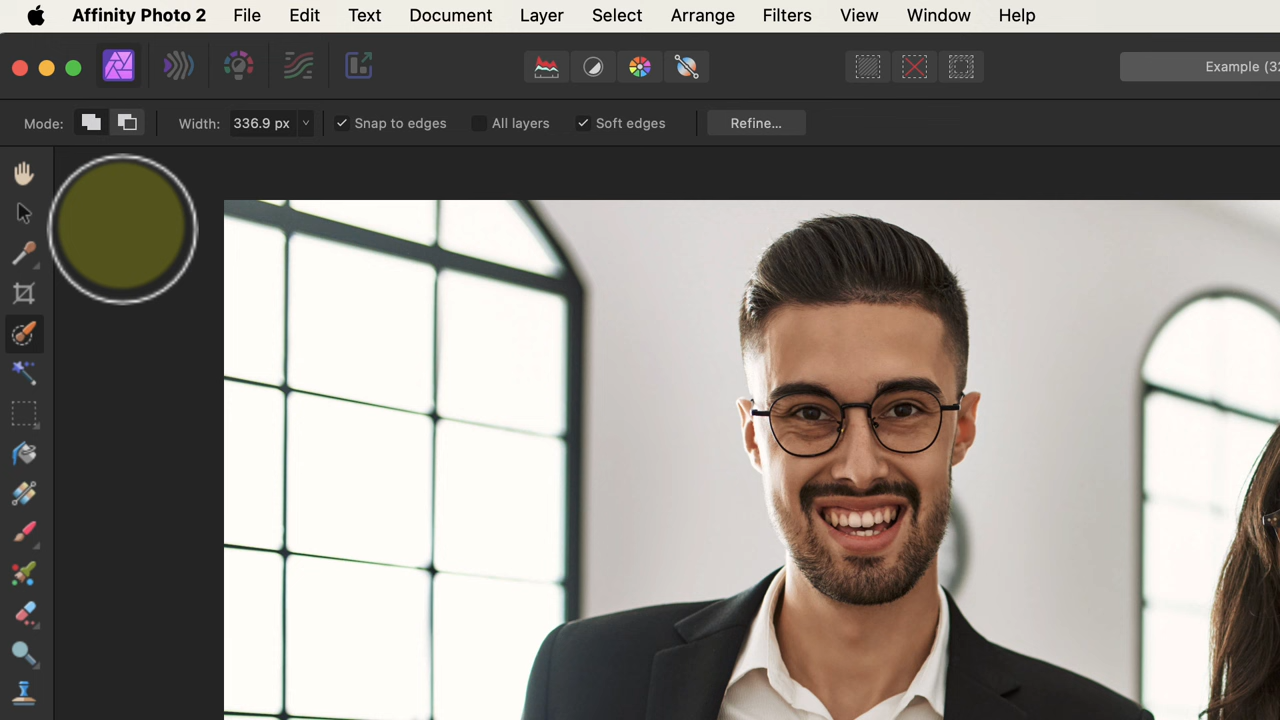 Affinity Photo 2 File Edit Text Document Layer Select Arrange Filters View Window Help
Example (32
Mode: Width: 336.9 px Snap to edges All layers Soft edges Refine...